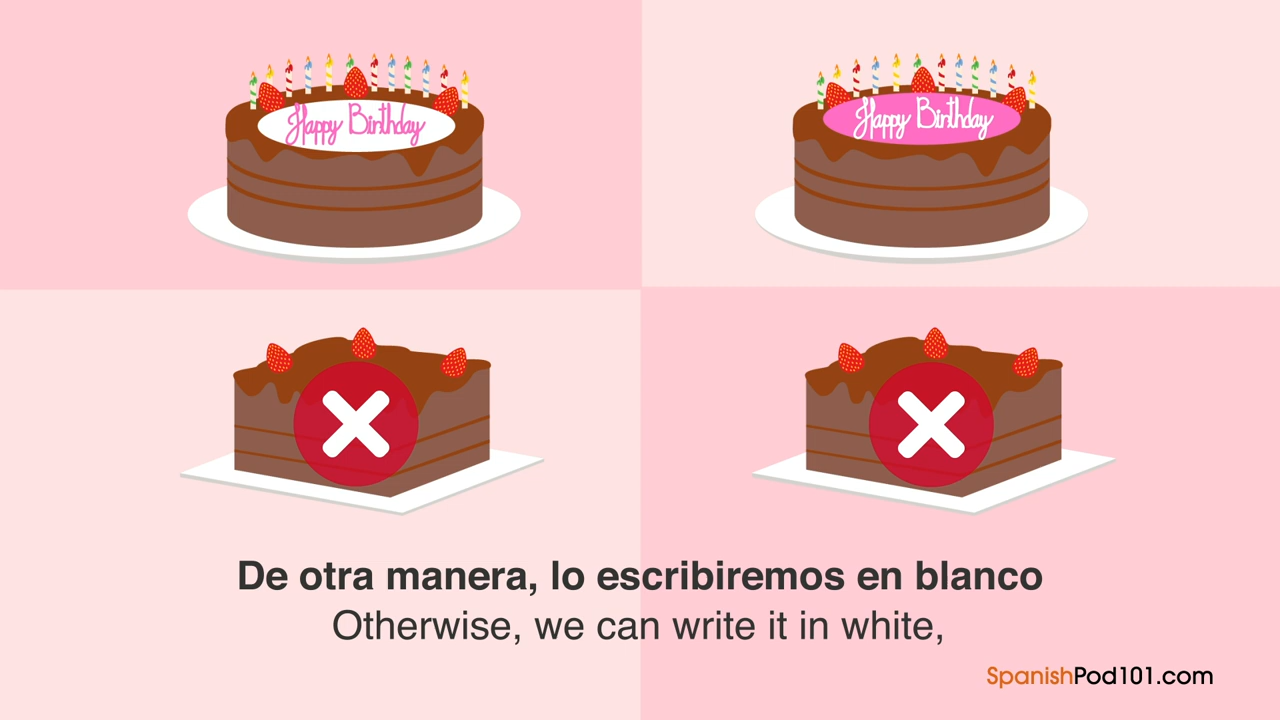 Happy Birthday
Happy Birthday
De otra manera, lo escribiremos en blanco
Otherwise, we can write it in white,
SpanishPod101.com